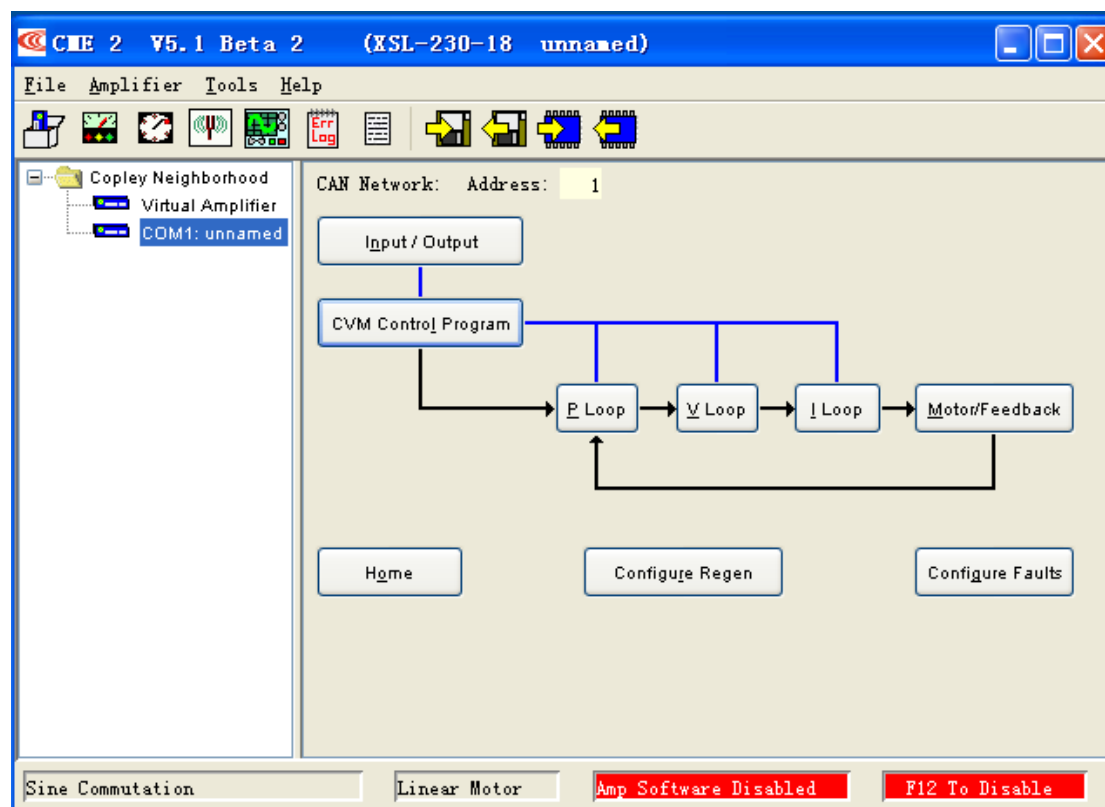 CME 2 V5.1 Beta 2 (XSL-230-18 unnamed)
File Amplifier Tools Help
Err
Log
Copley Neighborhood
Virtual Amplifier
COM1: unnamed
CAN Network: Address: 1
Input / Output
CVM Control Program
P Loop
V Loop
I Loop
Motor/Feedback
Home
Configure Regen
Configure Faults
Sine Commutation
Linear Motor
Amp Software Disabled
F12 To Disable